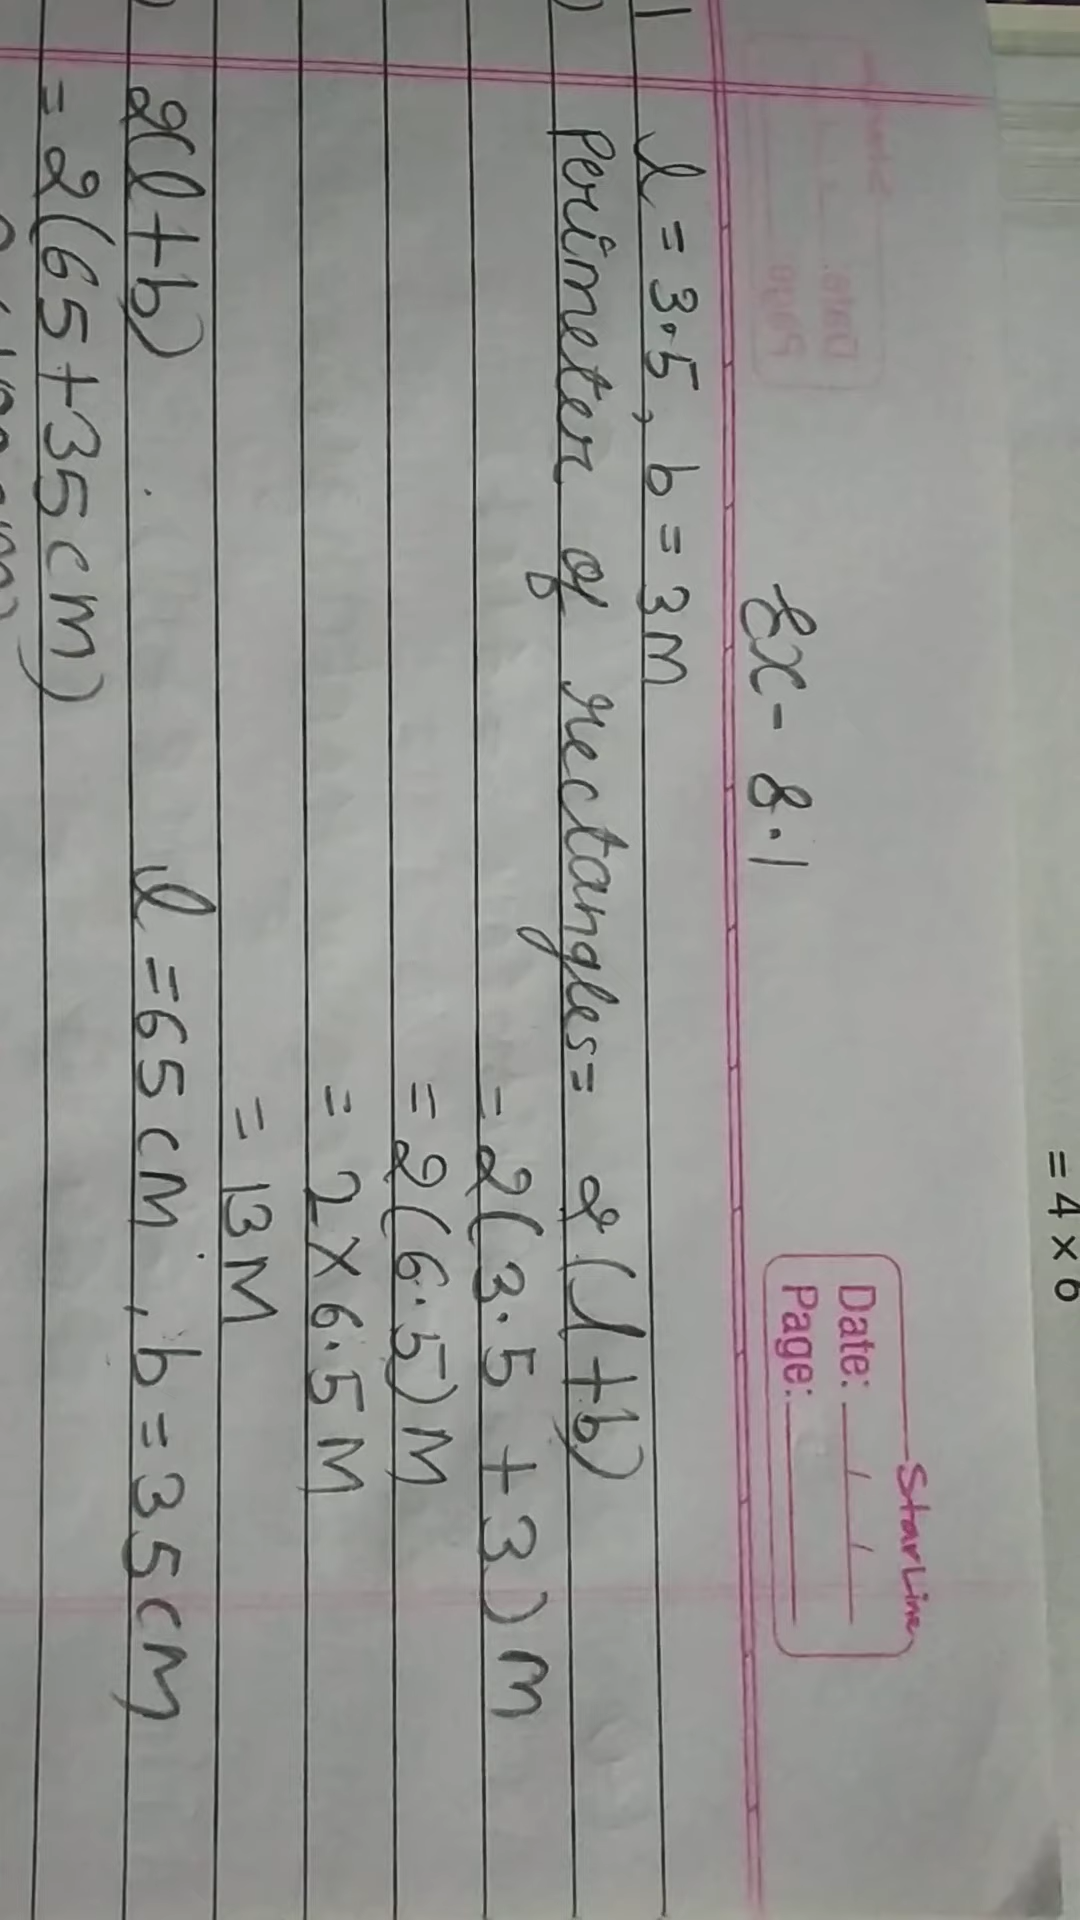 = 4 × 6
StarLine
Date: / /
Page:
Ex - 8.1
1
l = 3.5, b = 3 M
) Perimeter of rectangles = 2(l+b)
= 2(3.5 + 3) m
= 2(6.5) M
= 2 × 6.5 M
= 13 M
) 2(l+b) l = 65 cm, b = 35 cm
= 2(65+35 cm)